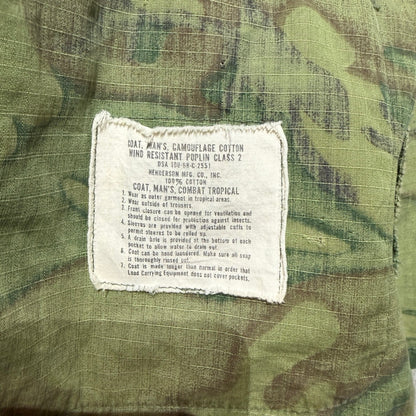 COAT, MAN'S, CAMOUFLAGE COTTON
WIND RESISTANT POPLIN CLASS 2
DSA 100-68-C-2551
HENDERSON MFG. CO., INC.
100% COTTON
COAT, MAN'S, COMBAT TROPICAL
1. Wear as outer garment in tropical areas.
2. Wear outside of trousers.
3. Front closure can be opened for ventilation and
should be closed for protection against insects.
4. Sleeves are provided with adjustable cuffs to
permit sleeves to be rolled up.
5. A drain hole is provided at the bottom of each
pocket to allow water to drain out.
6. Coat can be hand laundered. Make sure all soap
is thoroughly rinsed out.
7. Coat is made longer than normal in order that
Load Carrying Equipment does not cover pockets.